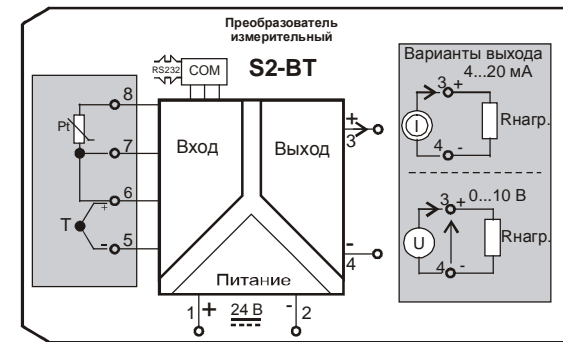 Преобразователь
измерительный
S2-BT
RS232
COM
Варианты выхода
4...20 мА
3 +
I
Rнагр.
4 -
0...10 В
3 +
U
Rнагр.
4 -
8
Pt
7
6
+
T
- 5
Вход
Выход
+
3
-
4
Питание
1 + 24 В - 2